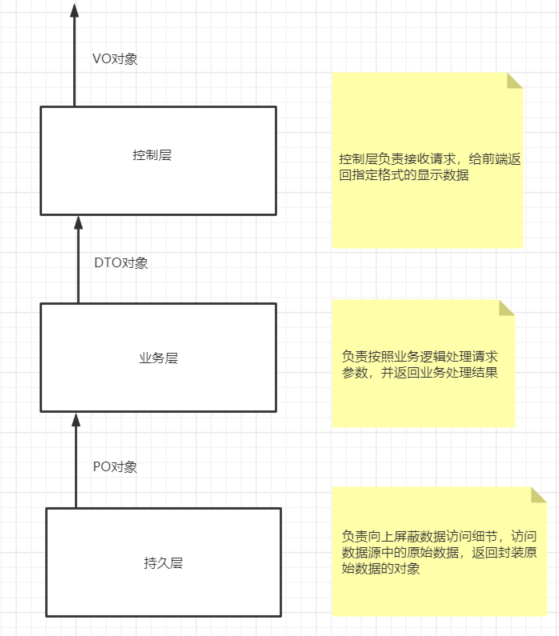 VO对象
控制层
控制层负责接收请求，给前端返
回指定格式的显示数据
DTO对象
业务层
负责按照业务逻辑处理请求
参数，并返回业务处理结果
PO对象
持久层
负责向上屏蔽数据访问细节，访问
数据源中的原始数据，返回封装原
始数据的对象